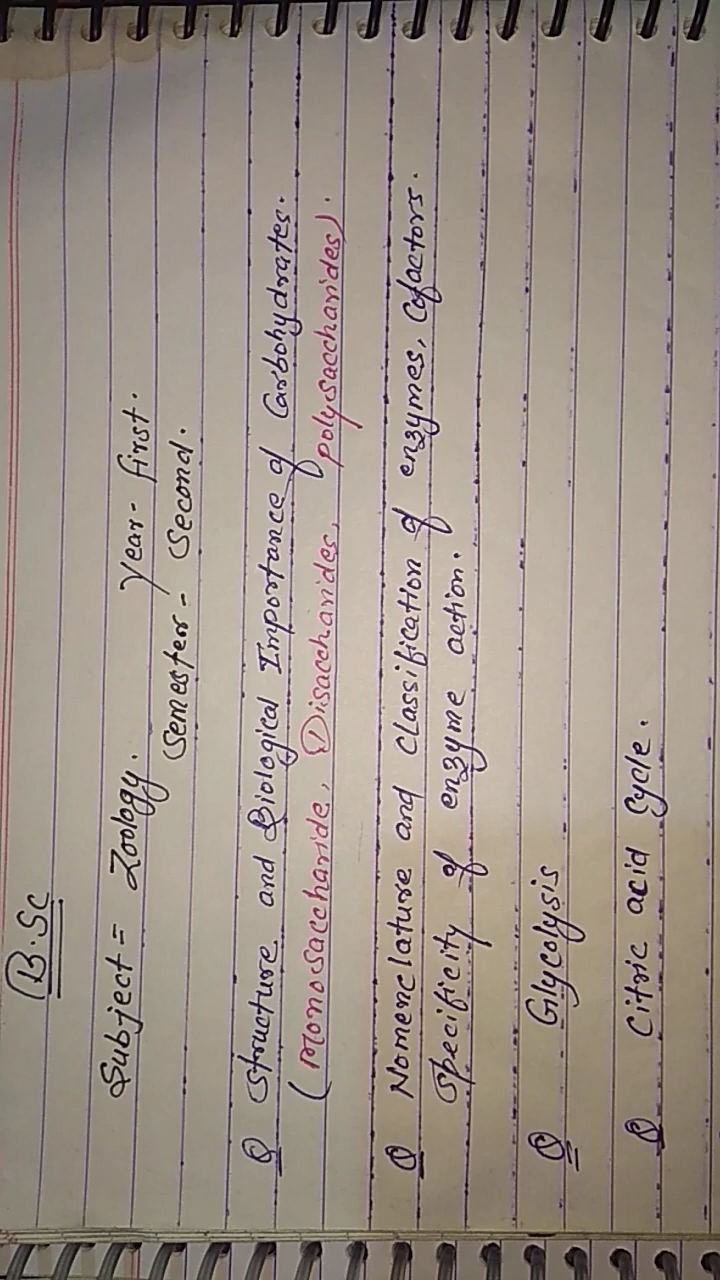 B.Sc
Subject = Zoology. Year - first.
Semester - Second.
Q Structure and Biological Importance of Carbohydrates.
(Monosaccharide, Disaccharides, polysaccharides).
Q Nomenclature and classification of enzymes, Cofactors.
Specificity of enzyme action.
Q Glycolysis
Q Citric acid Cycle.